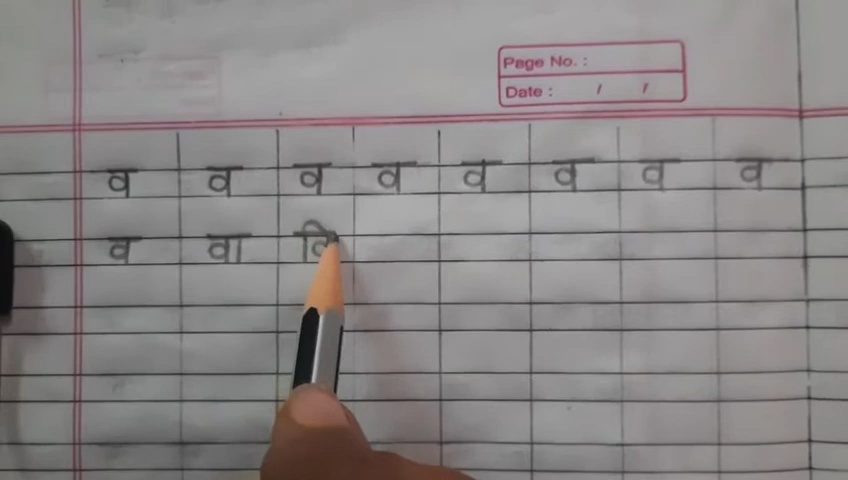 Page No. :
Date : / /
व व व व व व व व
व वा वि